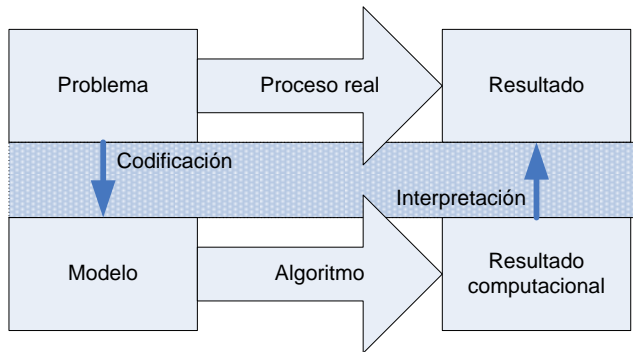 Problema
Proceso real
Resultado
Codificación
Interpretación
Modelo
Algoritmo
Resultado
computacional